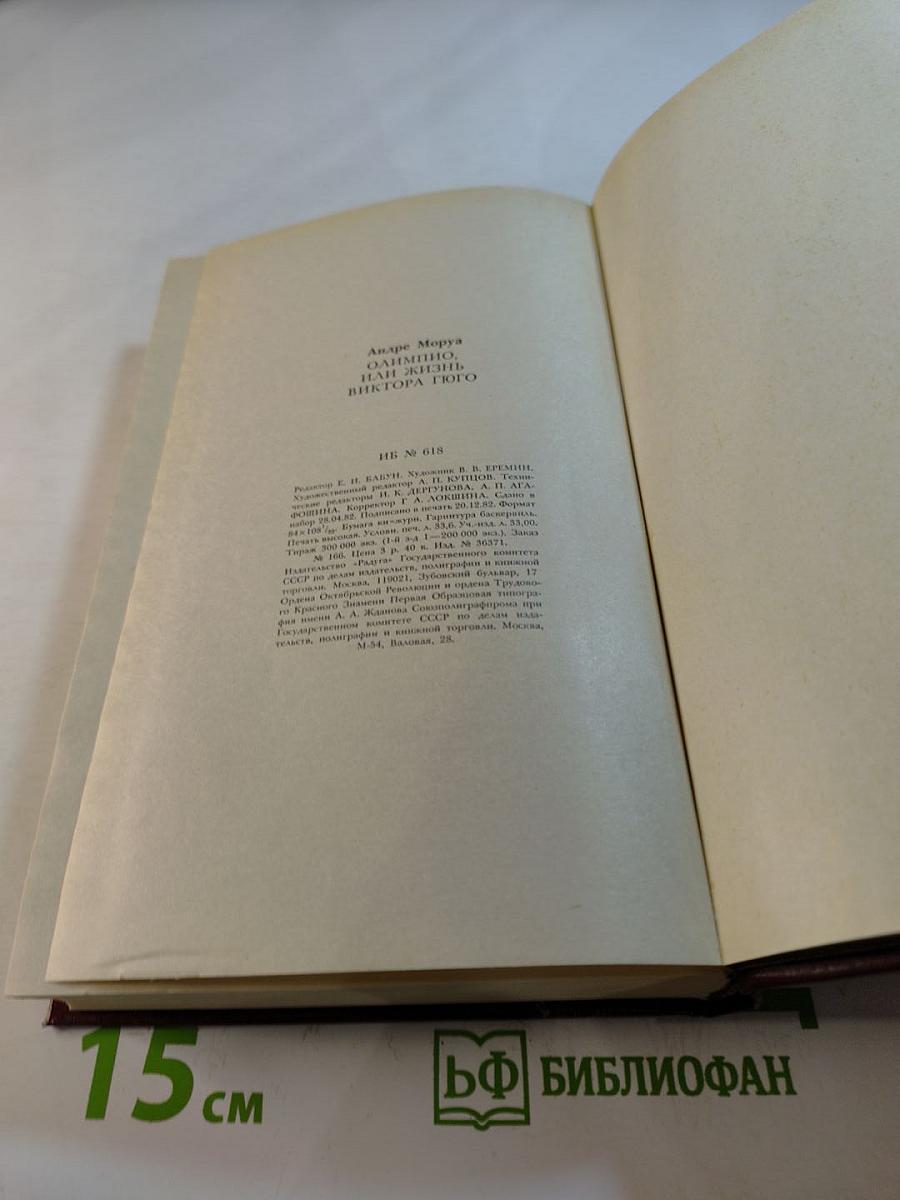 Андре Моруа
ОЛИМПИО,
ИЛИ ЖИЗНЬ
ВИКТОРА ГЮГО
ИБ № 618
Редактор Е. И. БАБУН. Художник В. В. ЕРЕМИН.
Художественный редактор А. П. КУПЦОВ. Техни-
ческие редакторы И. К. ДЕРГУНОВА, А. П. АГА-
ФОШИНА. Корректор Г. А. ЛОКШИНА. Сдано в
набор 28.04.82. Подписано в печать 20.12.82. Формат
84×108¹/₃₂. Бумага кн-журн. Гарнитура баскервиль.
Печать высокая. Условн. печ. л. 33,6. Уч.-изд. л. 33,00.
Тираж 300 000 экз. (1-й з-д 1—200 000 экз.). Заказ
№ 166. Цена 3 р. 40 к. Изд. № 36371.
Издательство «Радуга» Государственного комитета
СССР по делам издательств, полиграфии и книжной
торговли. Москва, 119021, Зубовский бульвар, 17
Ордена Октябрьской Революции и ордена Трудово-
го Красного Знамени Первая Образцовая типогра-
фия имени А. А. Жданова Союзполиграфпрома при
Государственном комитете СССР по делам изда-
тельств, полиграфии и книжной торговли. Москва,
М-54, Валовая, 28.
15 см
БФ БИБЛИОФАН